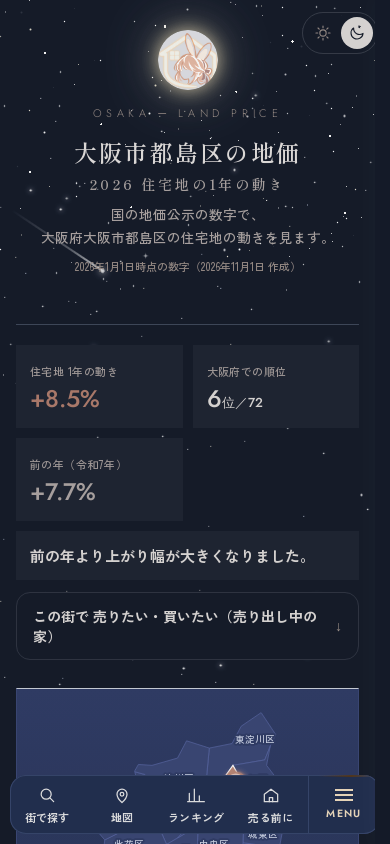 OSAKA — LAND PRICE
大阪市都島区の地価
2026 住宅地の1年の動き
国の地価公示の数字で、
大阪府大阪市都島区の住宅地の動きを見ます。
2026年1月1日時点の数字（2026年11月1日 作成）
住宅地 1年の動き
+8.5%
大阪府での順位
6位／72
前の年（令和7年）
+7.7%
前の年より上がり幅が大きくなりました。
この街で 売りたい・買いたい（売り出し中の
家）
↓
東淀川区
街で探す
地図
ランキング
売る前に
MENU